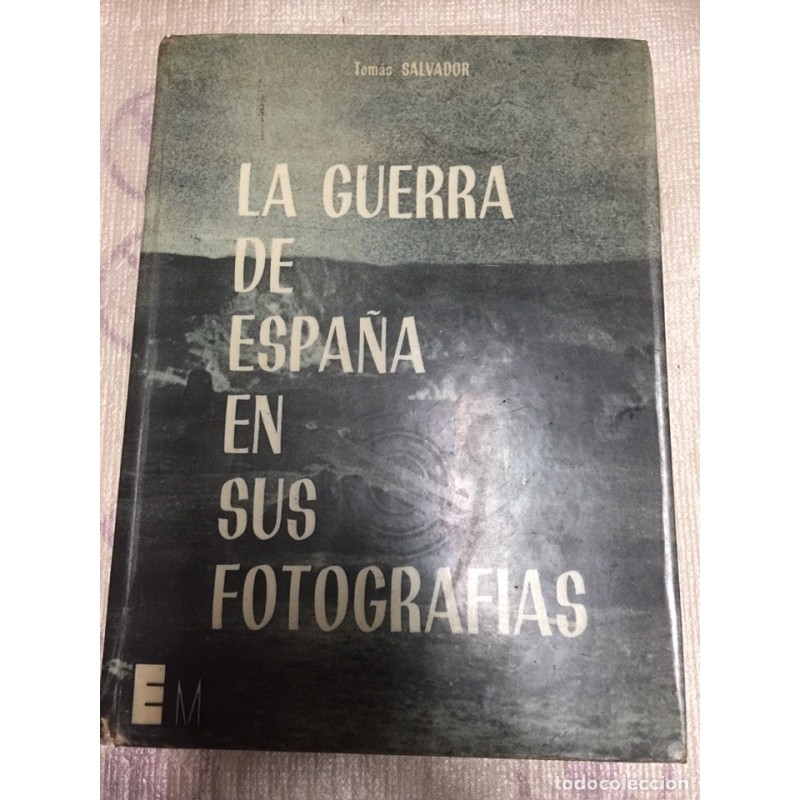 Tomás SALVADOR
LA GUERRA
DE
ESPAÑA
EN
SUS
FOTOGRAFIAS
EM
todocoleccion